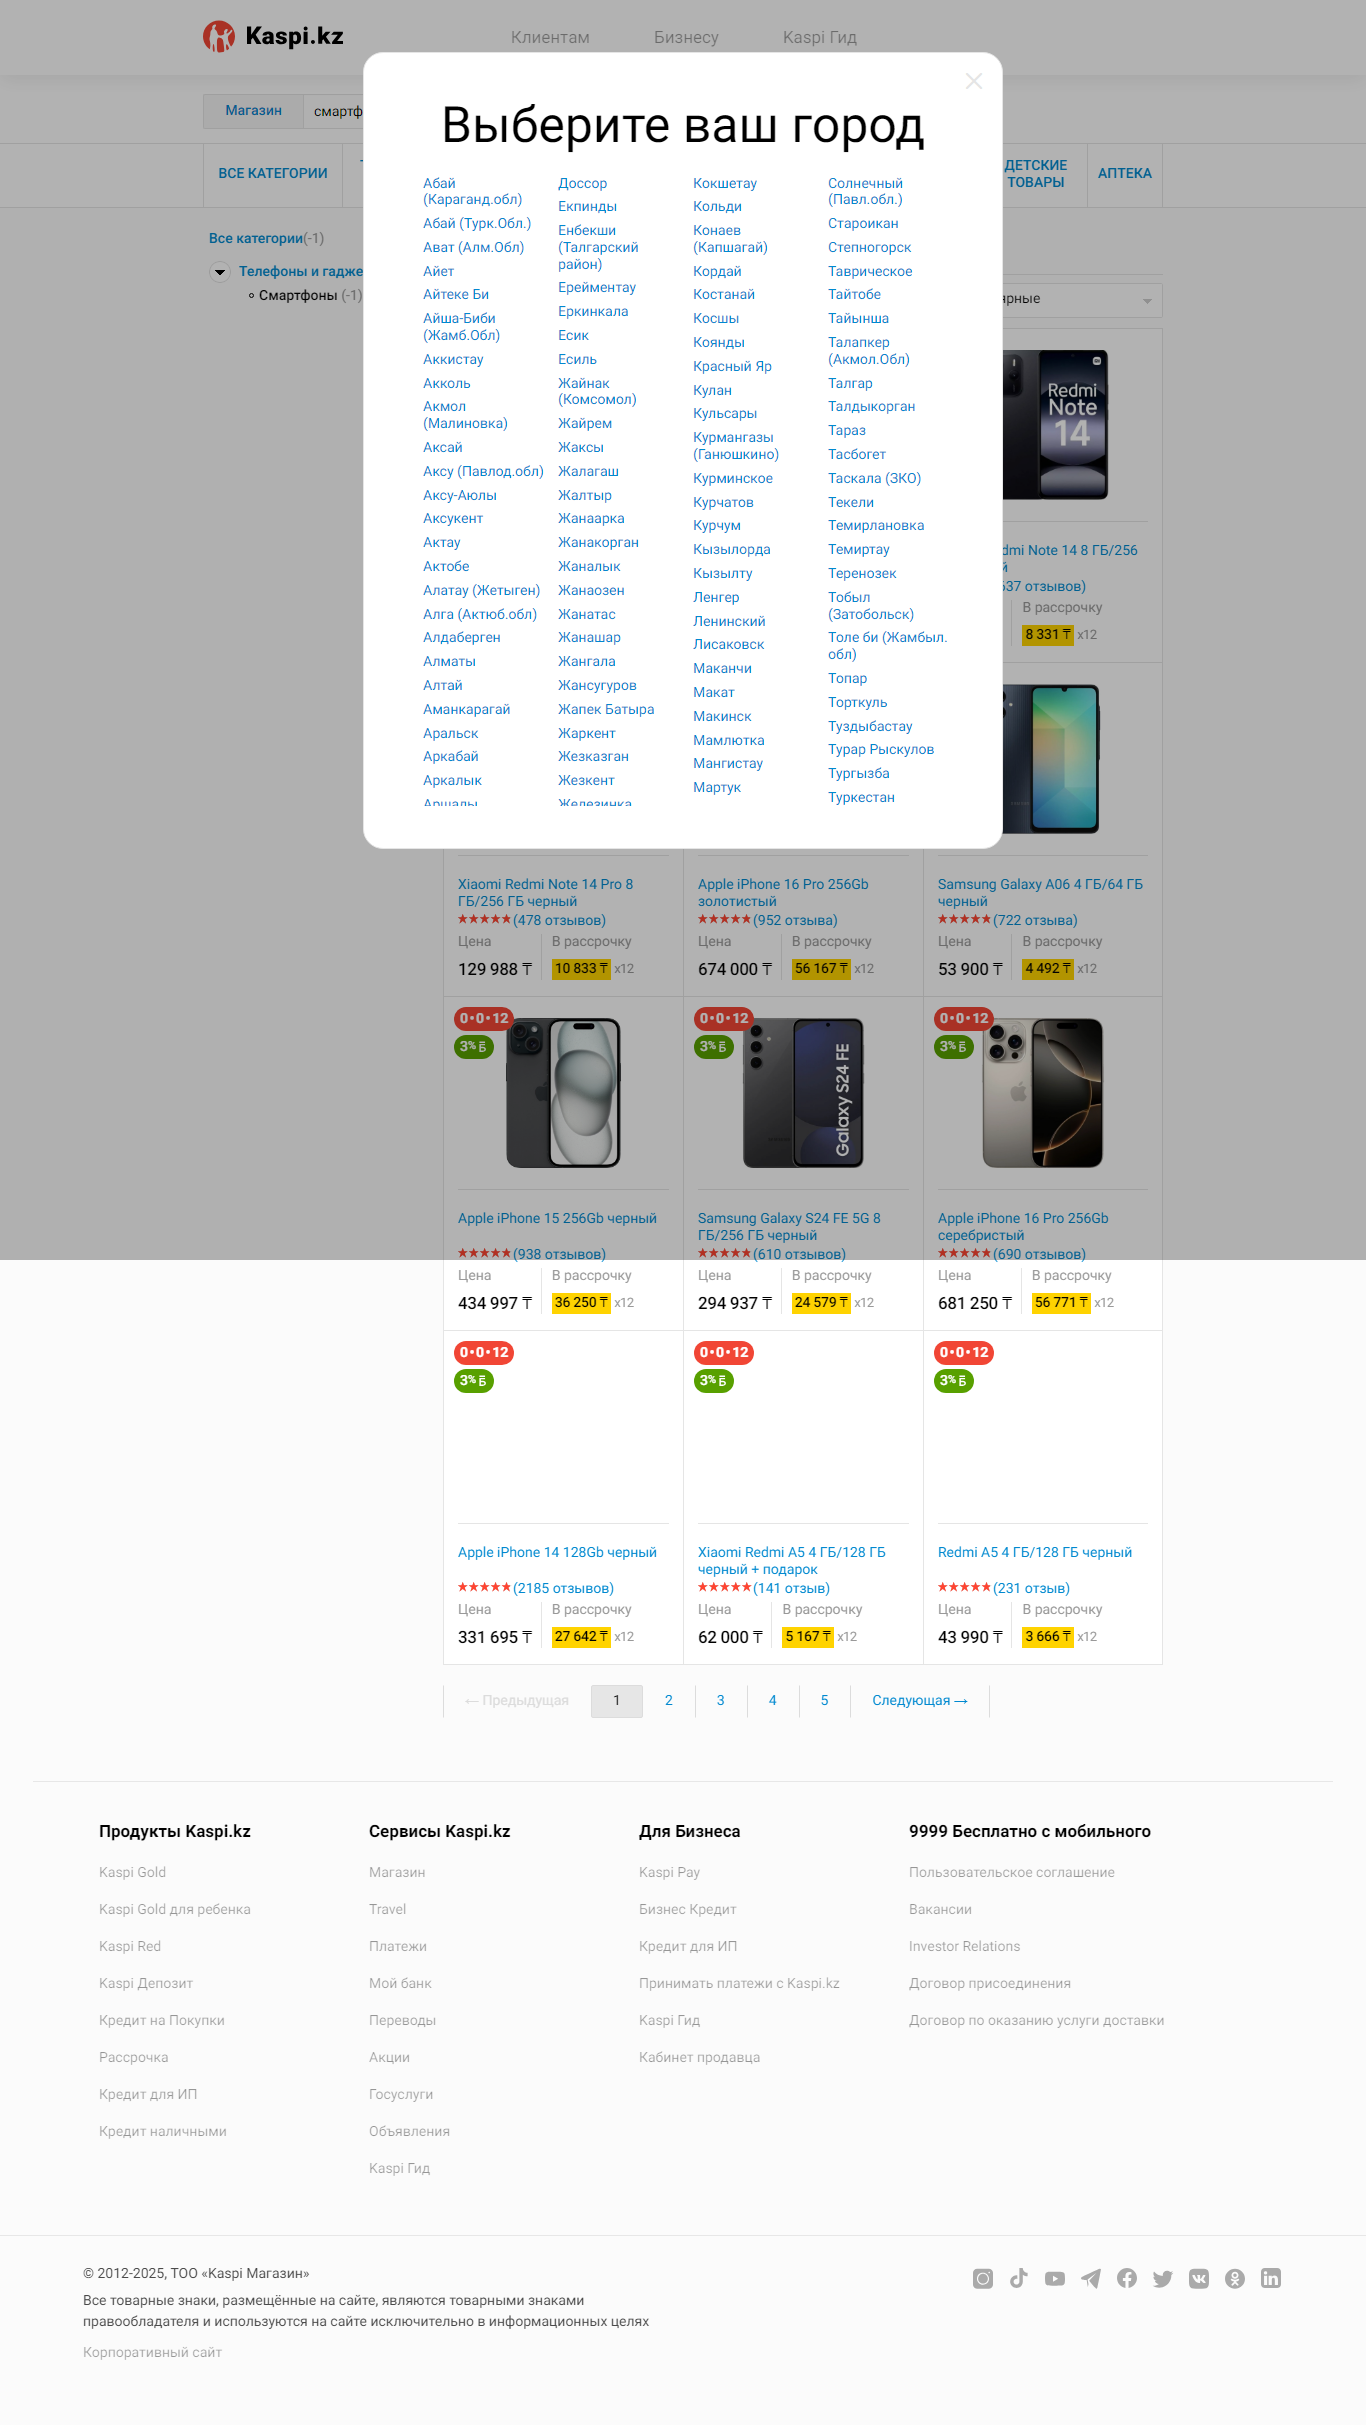 Kaspi.kz
Клиентам
Бизнесу
Kaspi Гид
Магазин
ВСЕ КАТЕГОРИИ
ДЕТСКИЕ
ТОВАРЫ
АПТЕКА
Все категории(-1)
Смартфоны (-1)
Выберите ваш город
Абай
(Караганд.обл)
Абай (Турк.Обл.)
Ават (Алм.Обл)
Айет
Айтеке Би
Айша-Биби
(Жамб.Обл)
Аккистау
Акколь
Акмол
(Малиновка)
Аксай
Аксу (Павлод.обл)
Аксу-Аюлы
Аксукент
Актау
Актобе
Алатау (Жетыген)
Алга (Актюб.обл)
Алдаберген
Алматы
Алтай
Аманкарагай
Аральск
Аркабай
Аркалык
Аршалы
Доссор
Екпинды
Енбекши
(Талгарский
район)
Ерейментау
Еркинкала
Есик
Есиль
Жайнак
(Комсомол)
Жайрем
Жаксы
Жалагаш
Жалтыр
Жанаарка
Жанакорган
Жаналык
Жанаозен
Жанатас
Жанашар
Жангала
Жансугуров
Жапек Батыра
Жаркент
Жезказган
Жезкент
Железинка
Кокшетау
Кольди
Конаев
(Капшагай)
Кордай
Костанай
Косшы
Коянды
Красный Яр
Кулан
Кульсары
Курмангазы
(Ганюшкино)
Курминское
Курчатов
Курчум
Кызылорда
Кызылту
Ленгер
Ленинский
Лисаковск
Маканчи
Макат
Макинск
Мамлютка
Мангистау
Мартук
Солнечный
(Павл.обл.)
Староикан
Степногорск
Таврическое
Тайтобе
Тайынша
Талапкер
(Акмол.Обл)
Талгар
Талдыкорган
Тараз
Тасбогет
Таскала (ЗКО)
Текели
Темирлановка
Темиртау
Теренозек
Тобыл
(Затобольск)
Толе би (Жамбыл.
обл)
Топар
Торткуль
Туздыбастау
Турар Рыскулов
Тургызба
Туркестан
Redmi
Note
14
Note 14 8 ГБ/256
отзывов)
В рассрочку
8 331 ₸ x12
Xiaomi Redmi Note 14 Pro 8
ГБ/256 ГБ черный
(478 отзывов)
Цена
В рассрочку
129 988 ₸
10 833 ₸ x12
Apple iPhone 16 Pro 256Gb
золотистый
(952 отзыва)
Цена
В рассрочку
674 000 ₸
56 167 ₸ x12
Samsung Galaxy A06 4 ГБ/64 ГБ
черный
(722 отзыва)
Цена
В рассрочку
53 900 ₸
4 492 ₸ x12
0·0·12
3% Б
Apple iPhone 15 256Gb черный
(938 отзывов)
Цена
В рассрочку
434 997 ₸
36 250 ₸ x12
0·0·12
3% Б
Galaxy S24 FE
Samsung Galaxy S24 FE 5G 8
ГБ/256 ГБ черный
(610 отзывов)
Цена
В рассрочку
294 937 ₸
24 579 ₸ x12
0·0·12
3% Б
Apple iPhone 16 Pro 256Gb
серебристый
(690 отзывов)
Цена
В рассрочку
681 250 ₸
56 771 ₸ x12
0·0·12
3% Б
Apple iPhone 14 128Gb черный
(2185 отзывов)
Цена
В рассрочку
331 695 ₸
27 642 ₸ x12
0·0·12
3% Б
Xiaomi Redmi A5 4 ГБ/128 ГБ
черный + подарок
(141 отзыв)
Цена
В рассрочку
62 000 ₸
5 167 ₸ x12
0·0·12
3% Б
Redmi A5 4 ГБ/128 ГБ черный
(231 отзыв)
Цена
В рассрочку
43 990 ₸
3 666 ₸ x12
← Предыдущая
1
2
3
4
5
Следующая →
Продукты Kaspi.kz
Kaspi Gold
Kaspi Gold для ребенка
Kaspi Red
Kaspi Депозит
Кредит на Покупки
Рассрочка
Кредит для ИП
Кредит наличными
Сервисы Kaspi.kz
Магазин
Travel
Платежи
Мой банк
Переводы
Акции
Госуслуги
Объявления
Kaspi Гид
Для Бизнеса
Kaspi Pay
Бизнес Кредит
Кредит для ИП
Принимать платежи с Kaspi.kz
Kaspi Гид
Кабинет продавца
9999 Бесплатно с мобильного
Пользовательское соглашение
Вакансии
Investor Relations
Договор присоединения
Договор по оказанию услуги доставки
© 2012-2025, ТОО «Kaspi Магазин»
Все товарные знаки, размещённые на сайте, являются товарными знаками
правообладателя и используются на сайте исключительно в информационных целях
Корпоративный сайт